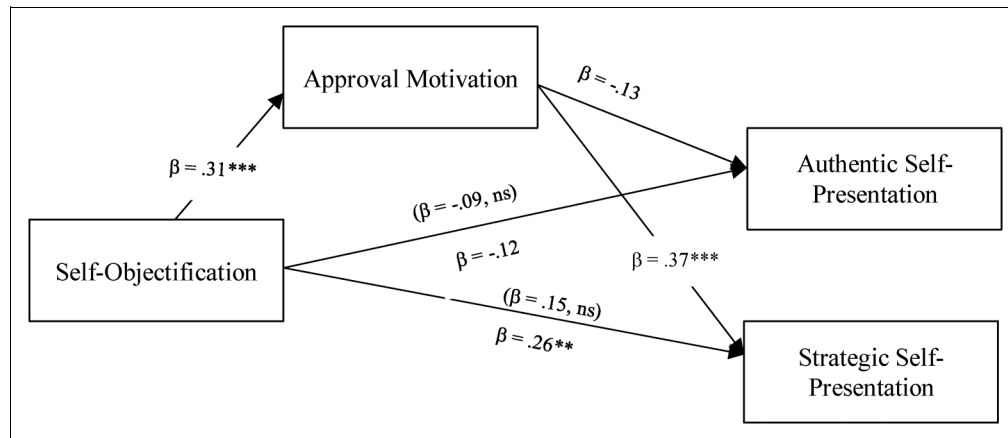 Approval Motivation
β = -.13
Authentic Self-
Presentation
β = .31***
(β = -.09, ns)
Self-Objectification
β = -.12
β = .37***
(β = .15, ns)
β = .26**
Strategic Self-
Presentation